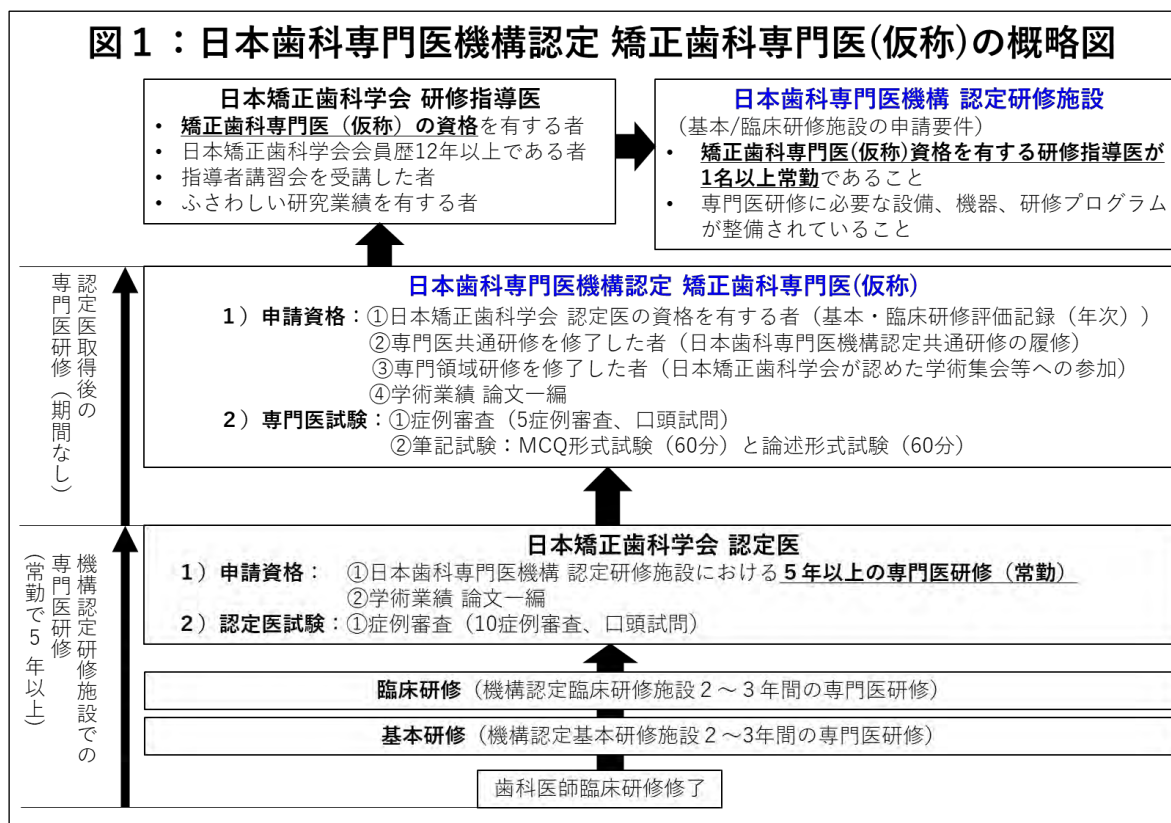 図1：日本歯科専門医機構認定 矯正歯科専門医(仮称)の概略図
日本矯正歯科学会 研修指導医
• 矯正歯科専門医（仮称）の資格を有する者
• 日本矯正歯科学会会員歴12年以上である者
• 指導者講習会を受講した者
• ふさわしい研究業績を有する者
日本歯科専門医機構 認定研修施設
（基本/臨床研修施設の申請要件）
• 矯正歯科専門医(仮称)資格を有する研修指導医が
1名以上常勤であること
• 専門医研修に必要な設備、機器、研修プログラム
が整備されていること
認定医取得後の
専門医研修（期間なし）
日本歯科専門医機構認定 矯正歯科専門医(仮称)
1）申請資格：①日本矯正歯科学会 認定医の資格を有する者（基本・臨床研修評価記録（年次））
②専門医共通研修を修了した者（日本歯科専門医機構認定共通研修の履修）
③専門領域研修を修了した者（日本矯正歯科学会が認めた学術集会等への参加）
④学術業績 論文一編
2）専門医試験：①症例審査（5症例審査、口頭試問）
②筆記試験：MCQ形式試験（60分）と論述形式試験（60分）
機構認定研修施設での
専門医研修
（常勤で5年以上）
日本矯正歯科学会 認定医
1）申請資格： ①日本歯科専門医機構 認定研修施設における５年以上の専門医研修（常勤）
②学術業績 論文一編
2）認定医試験：①症例審査（10症例審査、口頭試問）
臨床研修（機構認定臨床研修施設２～３年間の専門医研修）
基本研修（機構認定基本研修施設２～3年間の専門医研修）
歯科医師臨床研修修了